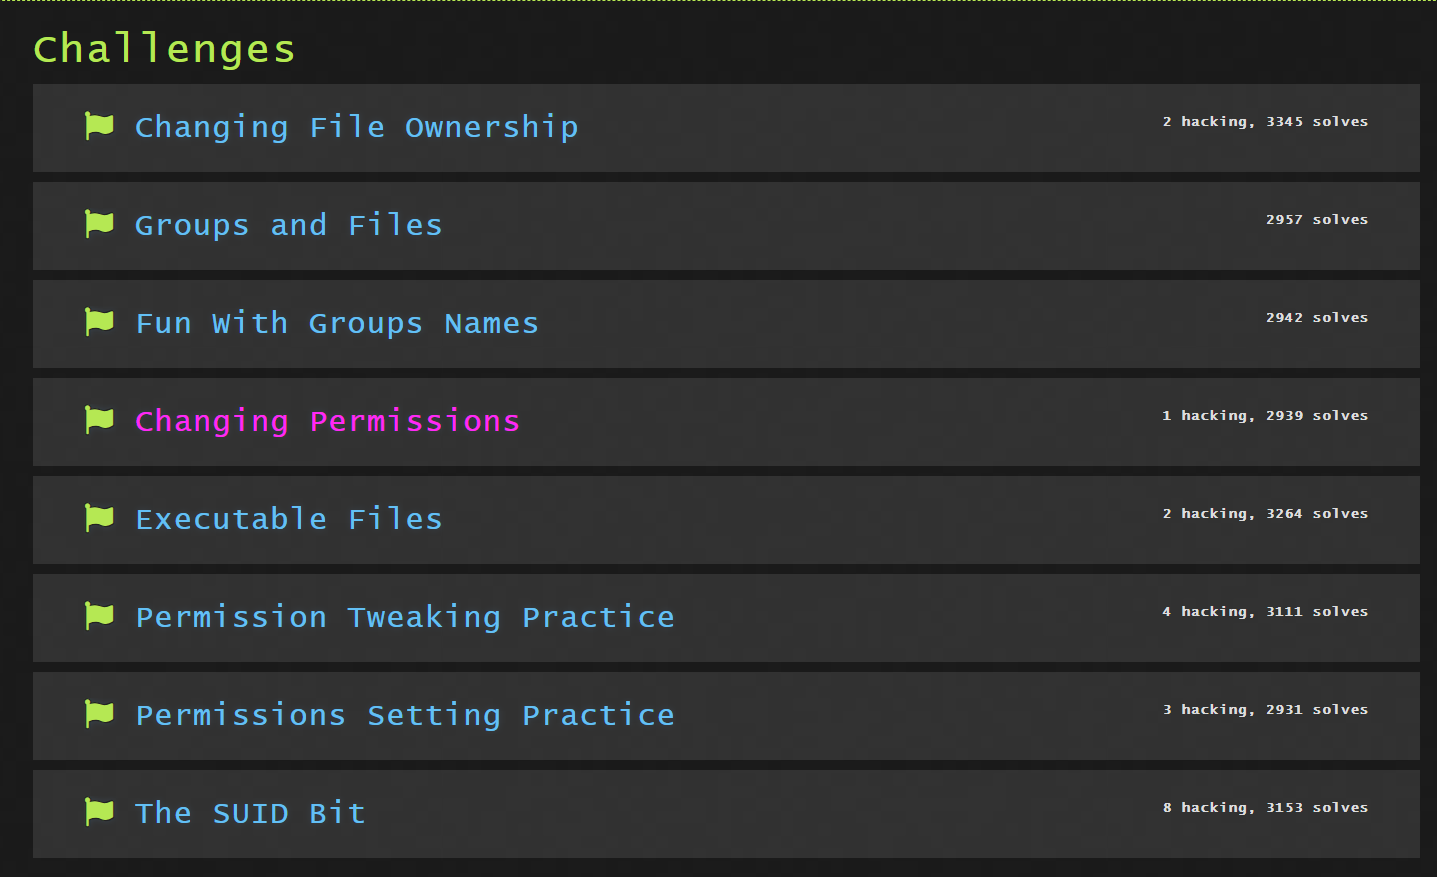 Challenges
Changing File Ownership 2 hacking, 3345 solves
Groups and Files 2957 solves
Fun With Groups Names 2942 solves
Changing Permissions 1 hacking, 2939 solves
Executable Files 2 hacking, 3264 solves
Permission Tweaking Practice 4 hacking, 3111 solves
Permissions Setting Practice 3 hacking, 2931 solves
The SUID Bit 8 hacking, 3153 solves